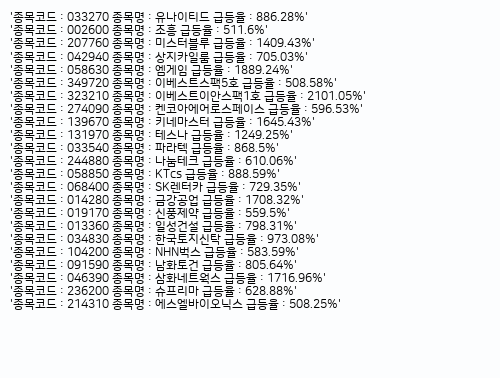 '종목코드 : 033270 종목명 : 유나이티드 급등율 : 886.28%'
'종목코드 : 002600 종목명 : 조흥 급등율 : 511.6%'
'종목코드 : 207760 종목명 : 미스터블루 급등율 : 1409.43%'
'종목코드 : 042940 종목명 : 상지카일룸 급등율 : 705.03%'
'종목코드 : 058630 종목명 : 엠게임 급등율 : 1889.24%'
'종목코드 : 349720 종목명 : 이베스트스팩5호 급등율 : 508.58%'
'종목코드 : 323210 종목명 : 이베스트이안스팩1호 급등율 : 2101.05%'
'종목코드 : 274090 종목명 : 켄코아에어로스페이스 급등율 : 596.53%'
'종목코드 : 139670 종목명 : 키네마스터 급등율 : 1645.43%'
'종목코드 : 131970 종목명 : 테스나 급등율 : 1249.25%'
'종목코드 : 033540 종목명 : 파라텍 급등율 : 868.5%'
'종목코드 : 244880 종목명 : 나눔테크 급등율 : 610.06%'
'종목코드 : 058850 종목명 : KTcs 급등율 : 888.59%'
'종목코드 : 068400 종목명 : SK렌터카 급등율 : 729.35%'
'종목코드 : 014280 종목명 : 금강공업 급등율 : 1708.32%'
'종목코드 : 019170 종목명 : 신풍제약 급등율 : 559.5%'
'종목코드 : 013360 종목명 : 일성건설 급등율 : 798.31%'
'종목코드 : 034830 종목명 : 한국토지신탁 급등율 : 973.08%'
'종목코드 : 104200 종목명 : NHN벅스 급등율 : 583.59%'
'종목코드 : 091590 종목명 : 남화토건 급등율 : 805.64%'
'종목코드 : 046390 종목명 : 삼화네트웍스 급등율 : 1716.96%'
'종목코드 : 236200 종목명 : 슈프리마 급등율 : 628.88%'
'종목코드 : 214310 종목명 : 에스엘바이오닉스 급등율 : 508.25%'